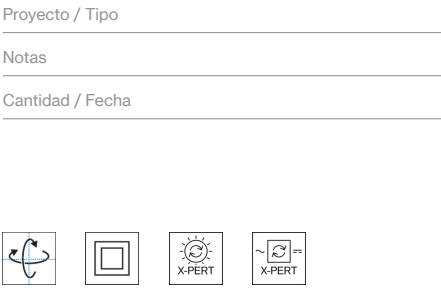 Proyecto / Tipo
Notas
Cantidad / Fecha
X-PERT X-PERT